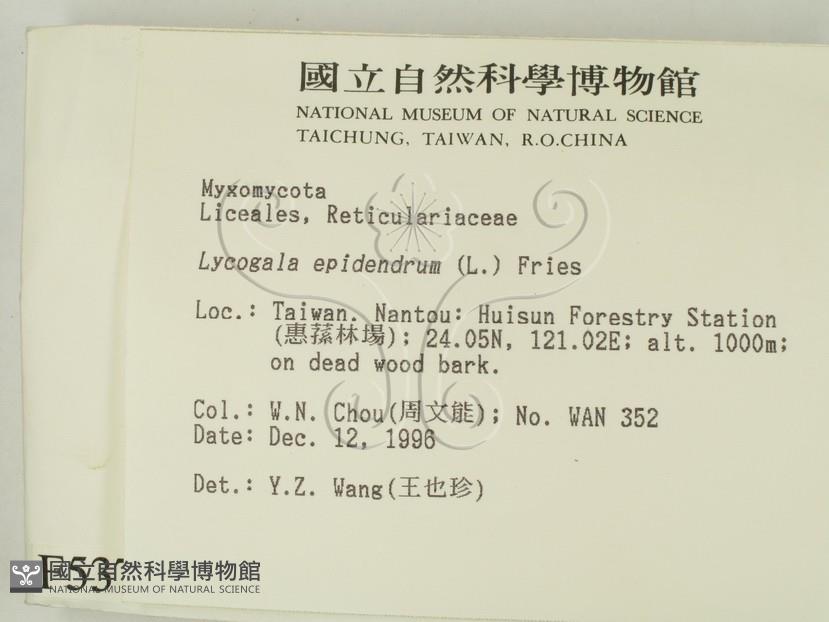 國立自然科學博物館
NATIONAL MUSEUM OF NATURAL SCIENCE
TAICHUNG, TAIWAN, R.O.CHINA
Myxomycota
Liceales, Reticulariaceae
Lycogala epidendrum (L.) Fries
Loc.: Taiwan. Nantou: Huisun Forestry Station
(惠蓀林場); 24.05N, 121.02E; alt. 1000m;
on dead wood bark.
Col.: W.N. Chou(周文能); No. WAN 352
Date: Dec. 12, 1996
Det.: Y.Z. Wang(王也珍)
F53
國立自然科學博物館
NATIONAL MUSEUM OF NATURAL SCIENCE